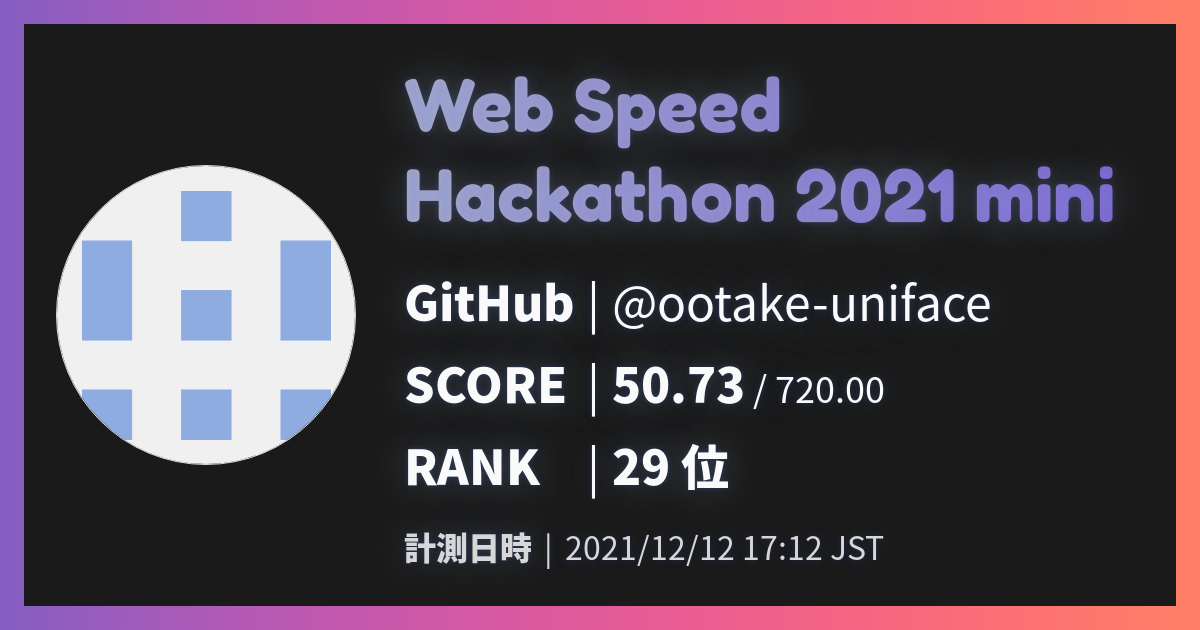 Web Speed
Hackathon 2021 mini
GitHub | @ootake-uniface
SCORE | 50.73 / 720.00
RANK | 29 位
計測日時 | 2021/12/12 17:12 JST